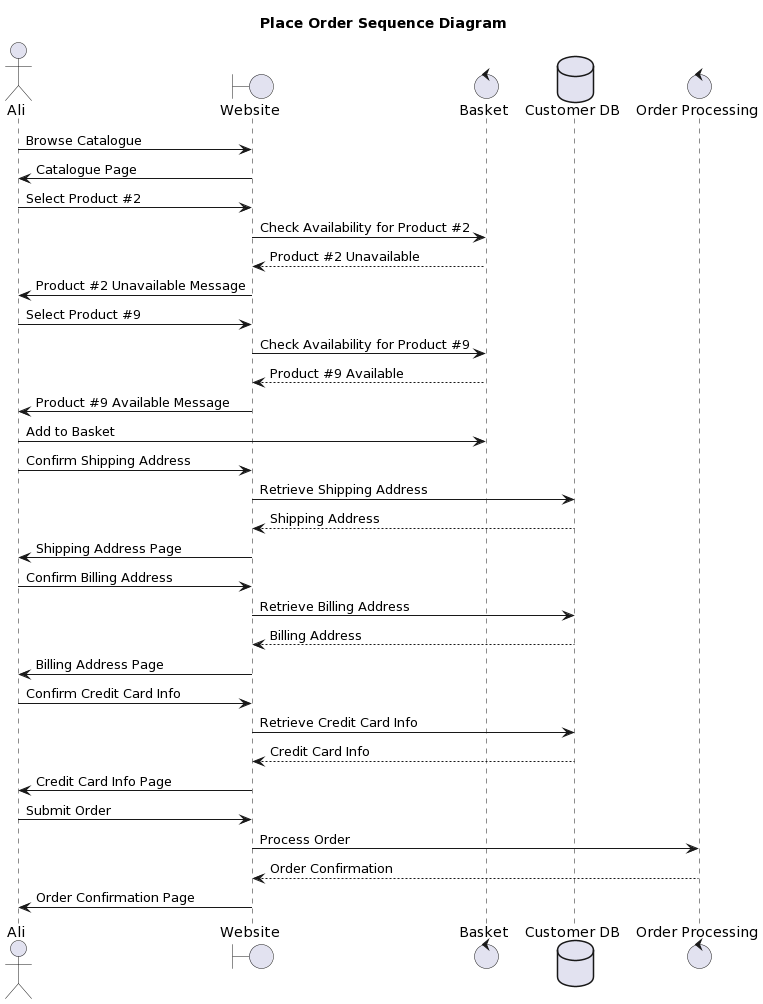 Place Order Sequence Diagram
Ali
Website
Basket
Customer DB
Order Processing
Browse Catalogue
Catalogue Page
Select Product #2
Check Availability for Product #2
Product #2 Unavailable
Product #2 Unavailable Message
Select Product #9
Check Availability for Product #9
Product #9 Available
Product #9 Available Message
Add to Basket
Confirm Shipping Address
Retrieve Shipping Address
Shipping Address
Shipping Address Page
Confirm Billing Address
Retrieve Billing Address
Billing Address
Billing Address Page
Confirm Credit Card Info
Retrieve Credit Card Info
Credit Card Info
Credit Card Info Page
Submit Order
Process Order
Order Confirmation
Order Confirmation Page
Ali
Website
Basket
Customer DB
Order Processing